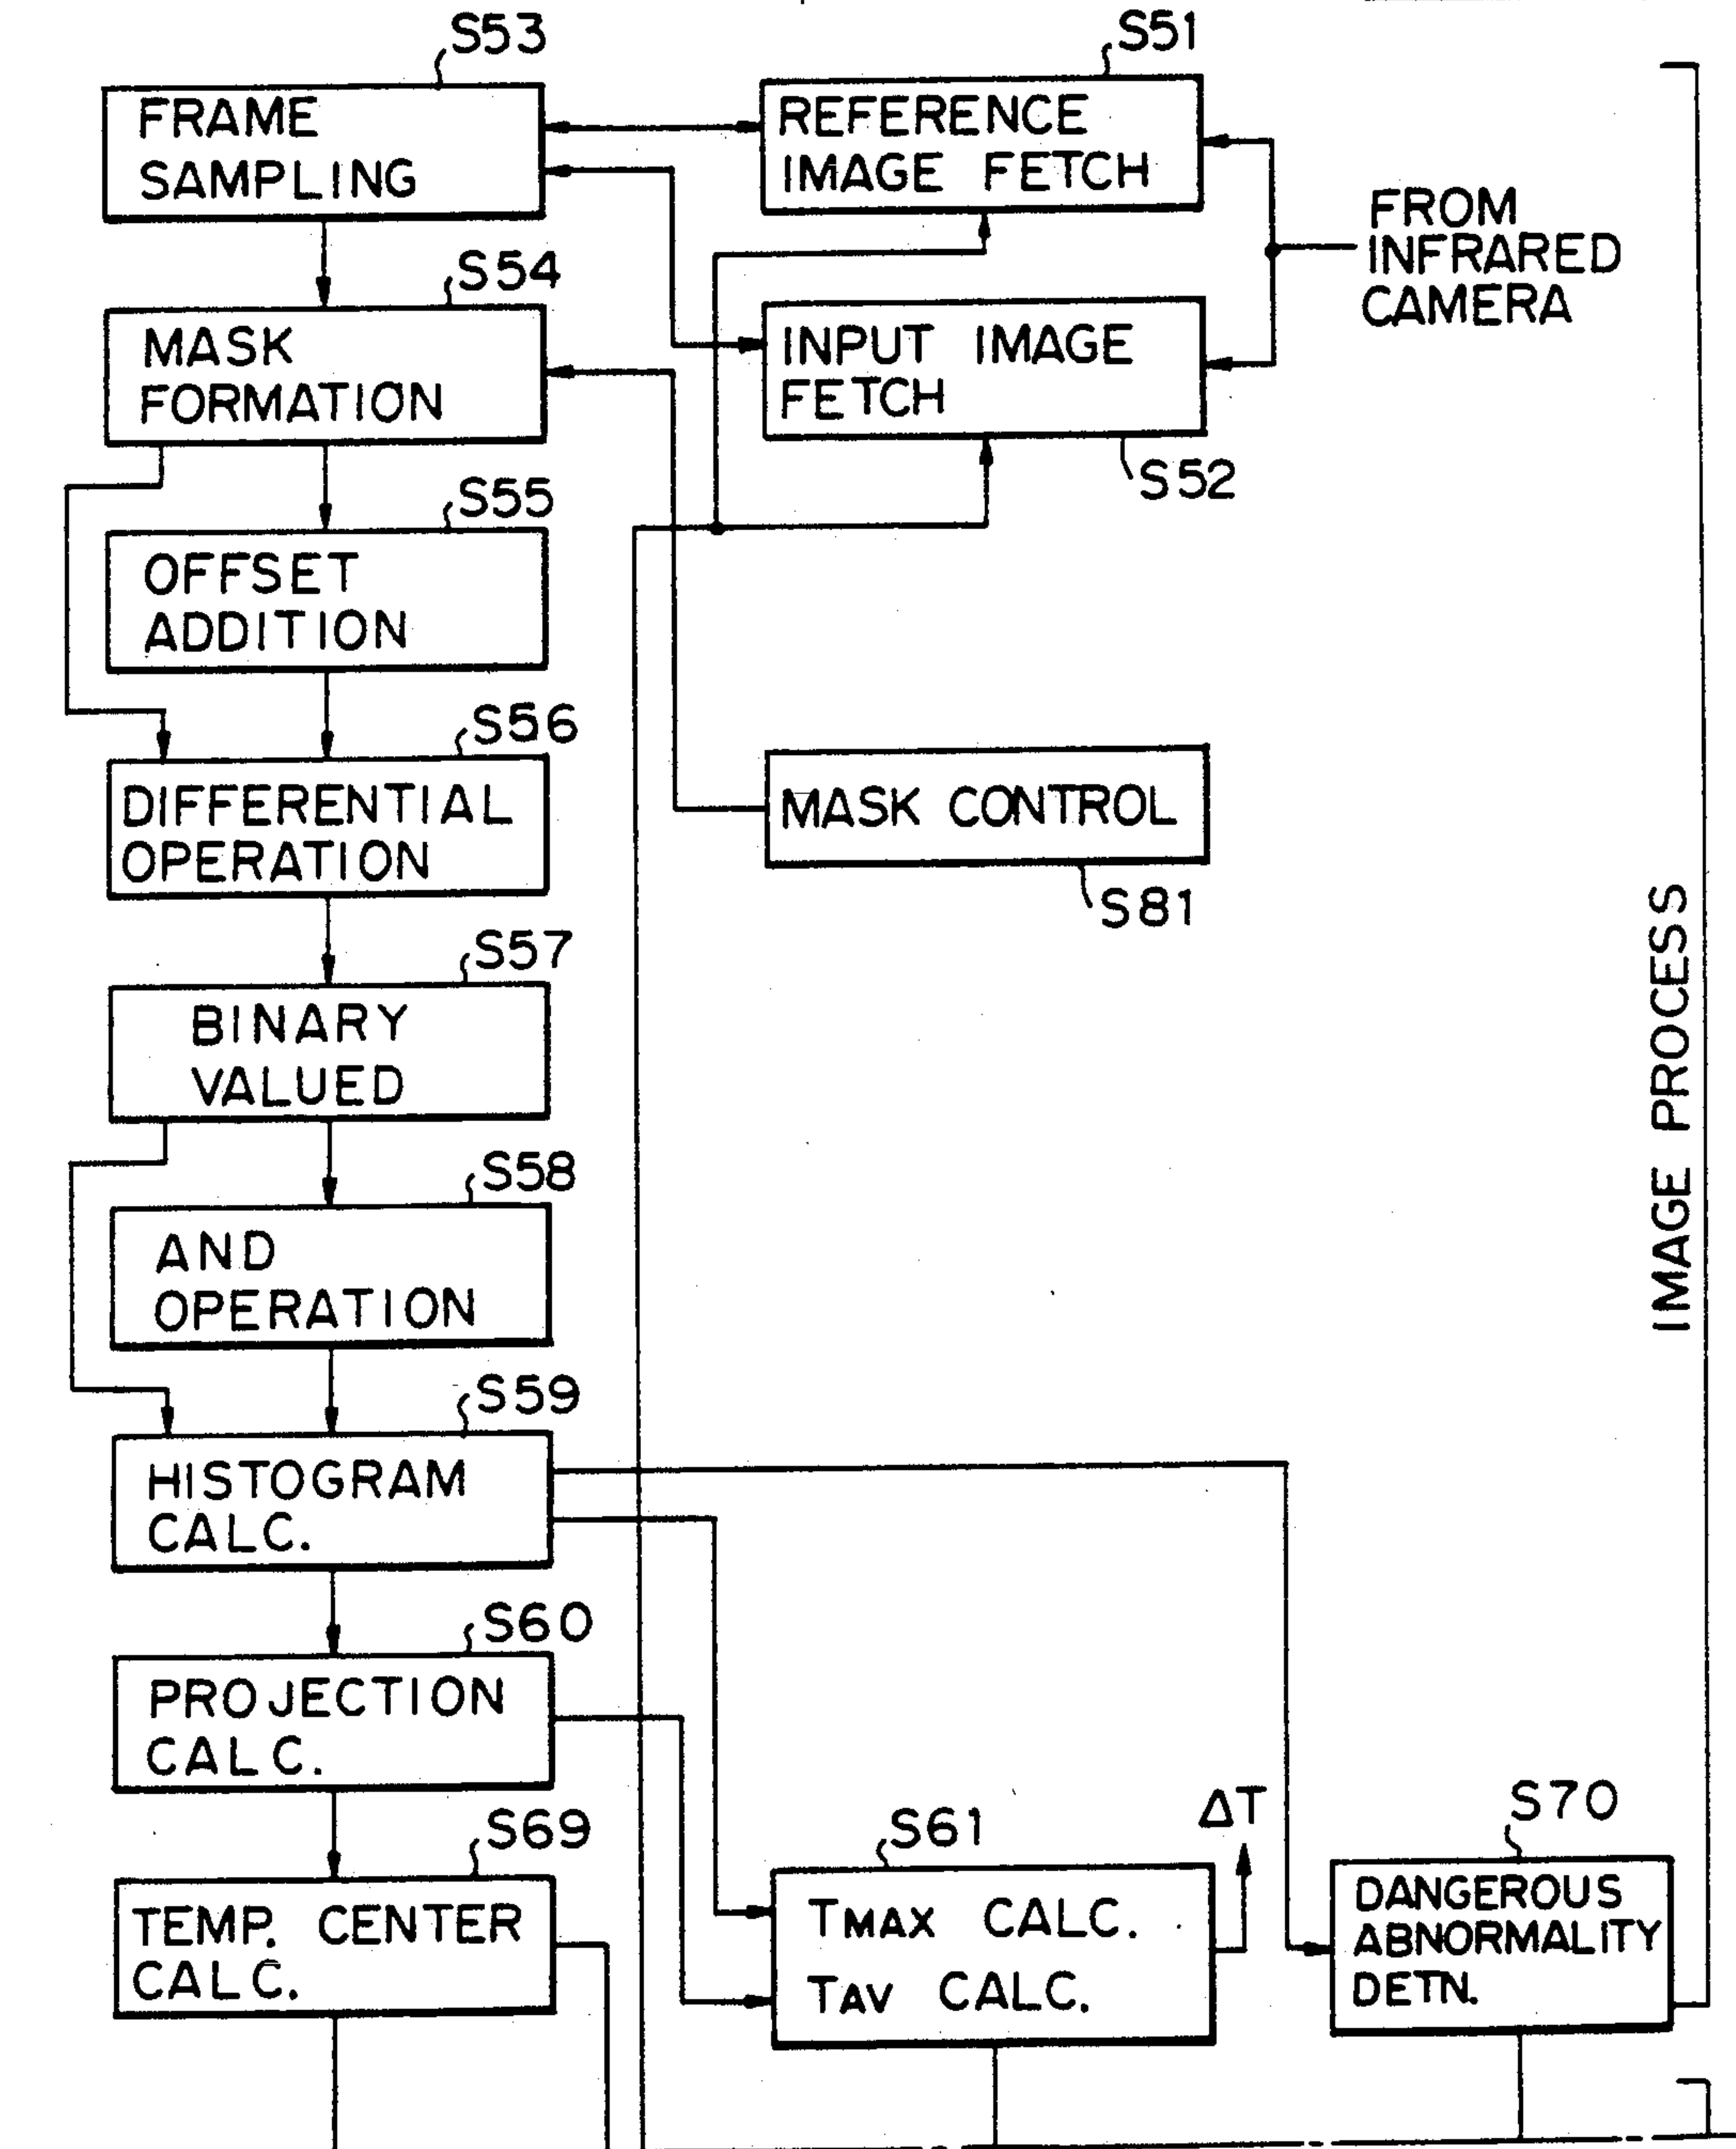 S53
FRAME
SAMPLING
S51
REFERENCE
IMAGE FETCH
FROM
INFRARED
CAMERA
S54
MASK
FORMATION
INPUT IMAGE
FETCH
S52
S55
OFFSET
ADDITION
S56
DIFFERENTIAL
OPERATION
MASK CONTROL
S81
S57
BINARY
VALUED
S58
AND
OPERATION
S59
HISTOGRAM
CALC.
S60
PROJECTION
CALC.
S69
TEMP. CENTER
CALC.
S61
TMAX CALC.
TAV CALC.
ΔT
S70
DANGEROUS
ABNORMALITY
DETN.
IMAGE PROCESS